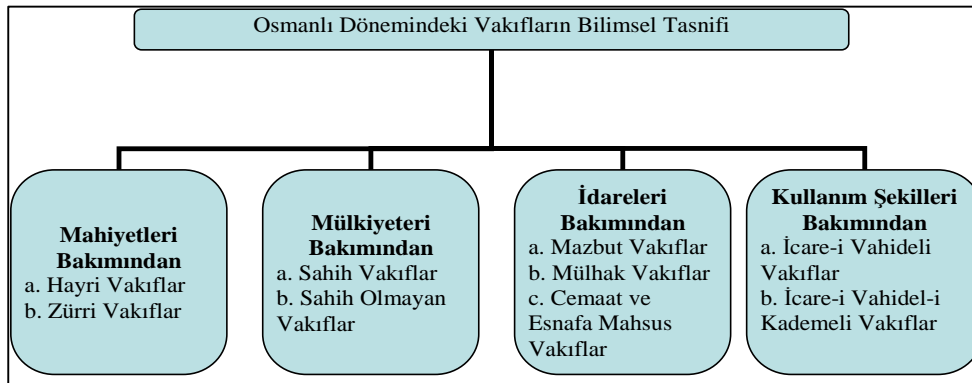 Osmanlı Dönemindeki Vakıfların Bilimsel Tasnifi
Mahiyetleri
Bakımından
a. Hayri Vakıflar
b. Zürri Vakıflar
Mülkiyeteri
Bakımından
a. Sahih Vakıflar
b. Sahih Olmayan
Vakıflar
İdareleri
Bakımından
a. Mazbut Vakıflar
b. Mülhak Vakıflar
c. Cemaat ve
Esnafa Mahsus
Vakıflar
Kullanım Şekilleri
Bakımından
a. İcare-i Vahideli
Vakıflar
b. İcare-i Vahidel-i
Kademeli Vakıflar